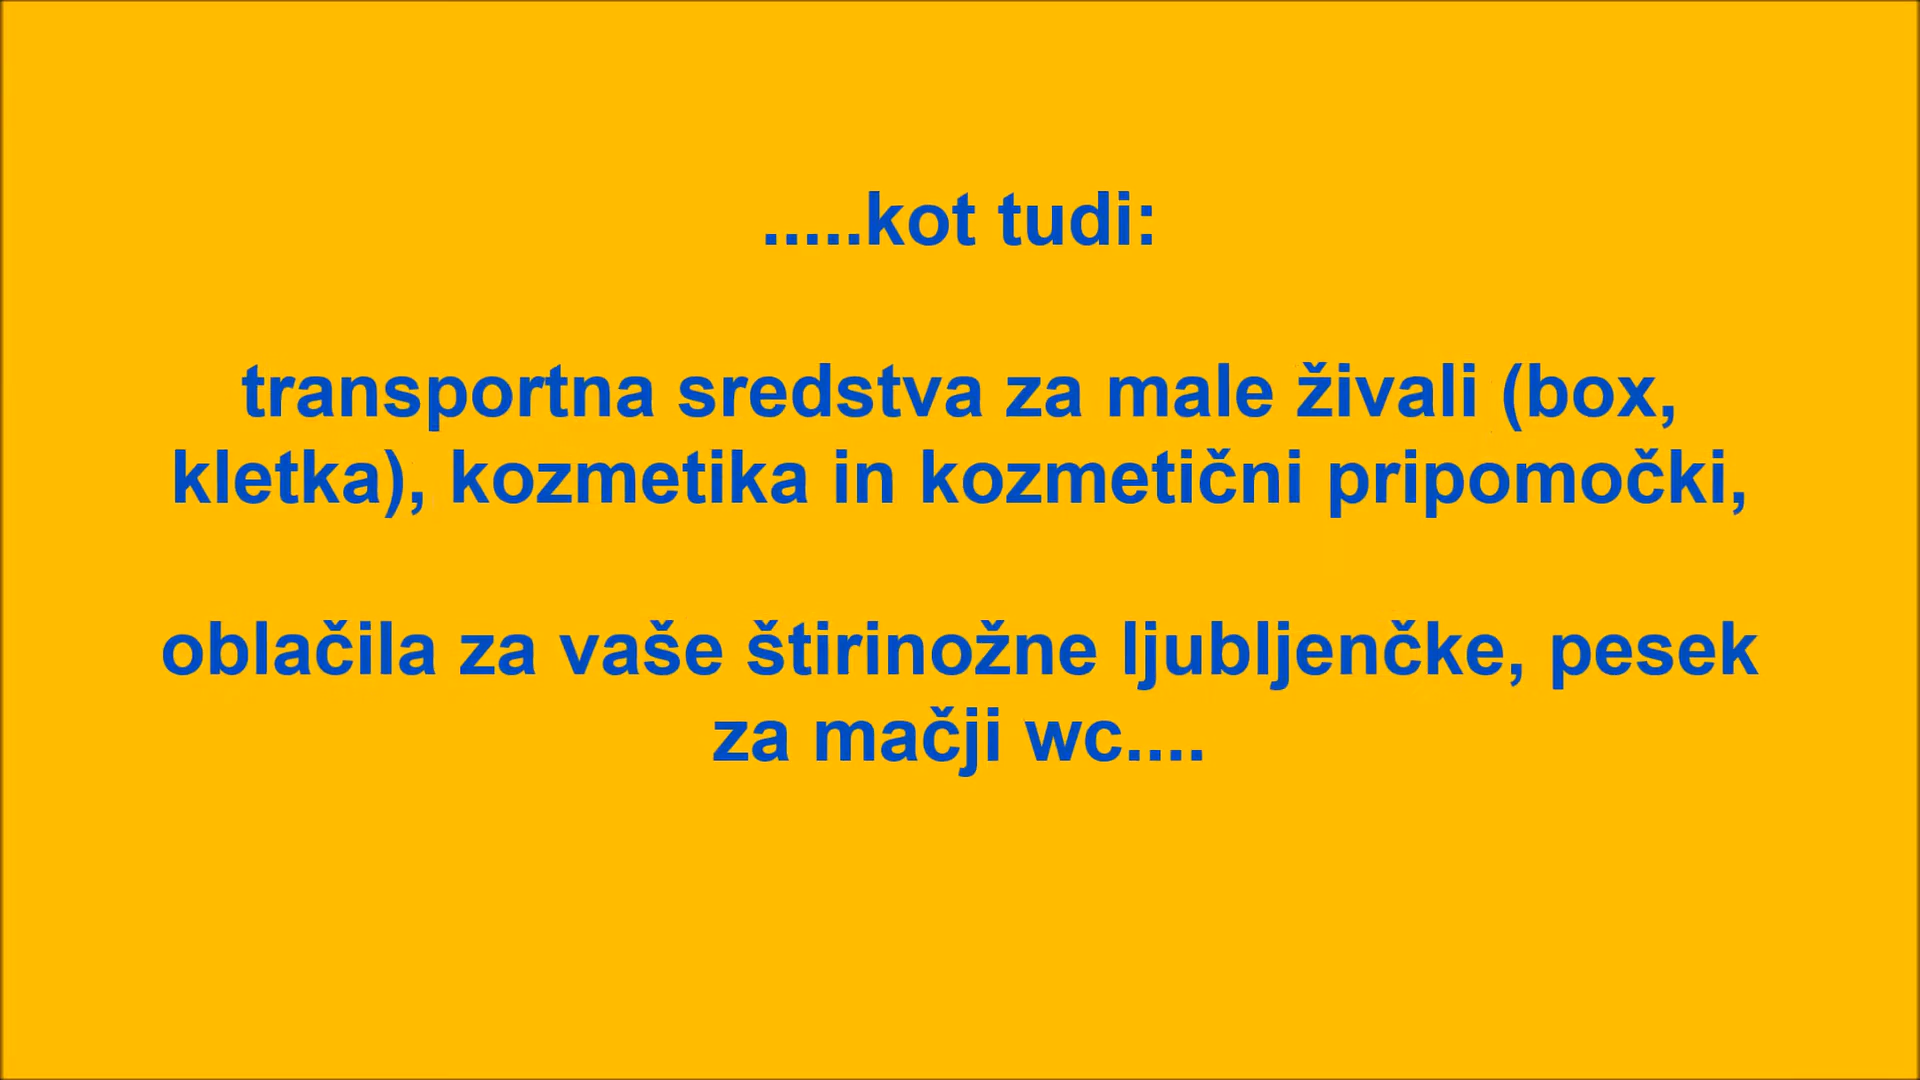 .....kot tudi:
transportna sredstva za male živali (box,
kletka), kozmetika in kozmetični pripomočki,
oblačila za vaše štirinožne ljubljenčke, pesek
za mačji wc....